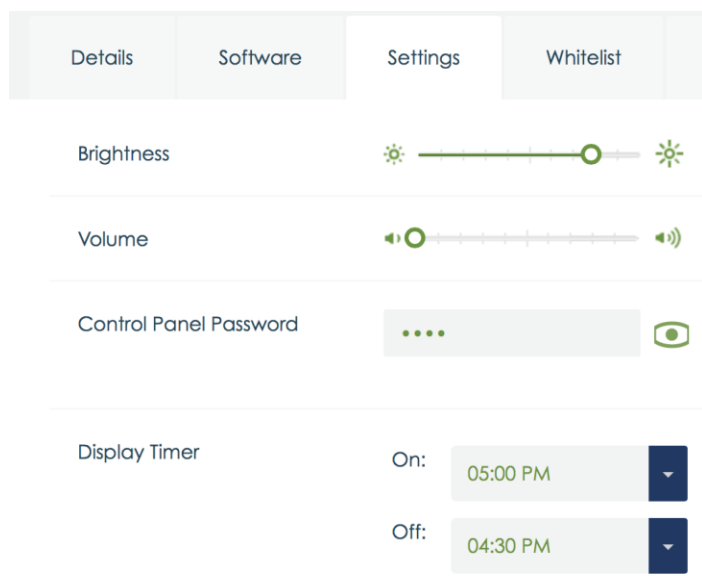 Details Software Settings Whitelist
Brightness
Volume
Control Panel Password
••••
Display Timer
On: 05:00 PM
Off: 04:30 PM